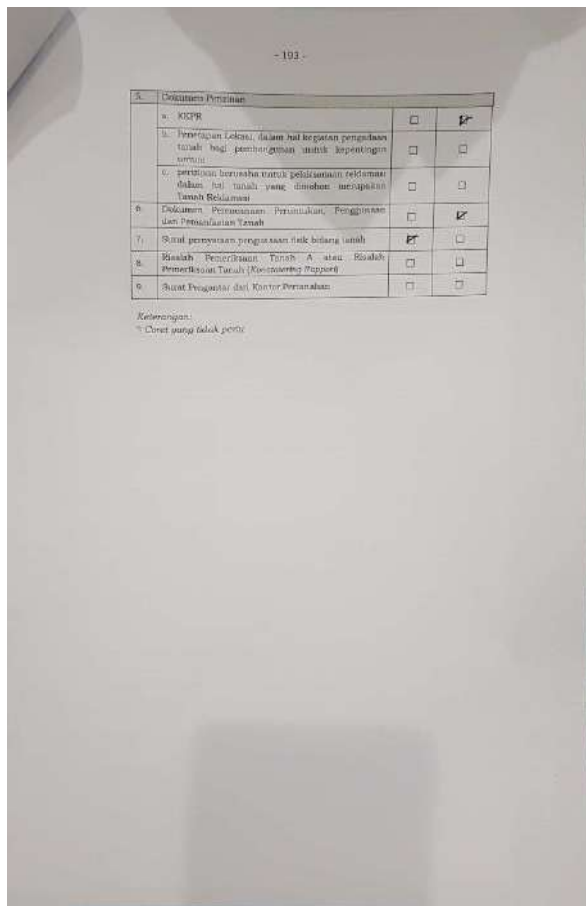 - 193 -
5. Dokumen Perizinan
a. KKPR
b. Penetapan Lokasi, dalam hal kegiatan pengadaan
tanah bagi pembangunan untuk kepentingan
umum
c. perizinan berusaha untuk pelaksanaan reklamasi
dalam hal tanah yang dimohon merupakan
Tanah Reklamasi
6. Dokumen Perencanaan Peruntukan, Penggunaan
dan Pemanfaatan Tanah
7. Surat pernyataan penguasaan fisik bidang tanah
8. Risalah Pemeriksaan Tanah A atau Risalah
Pemeriksaan Tanah (Konstatering Rapport)
9. Surat Pengantar dari Kantor Pertanahan
Keterangan:
*) Coret yang tidak perlu